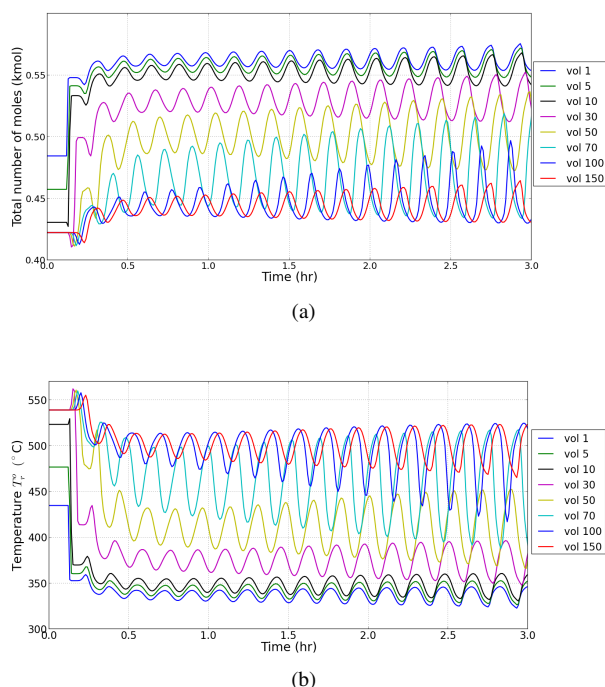 Total number of moles (kmol)
0.55
0.50
0.45
0.40
0.0 0.5 1.0 1.5 2.0 2.5 3.0
Time (hr)
vol 1
vol 5
vol 10
vol 30
vol 50
vol 70
vol 100
vol 150
(a)
Temperature (°C)
550
500
450
400
350
300
0.0 0.5 1.0 1.5 2.0 2.5 3.0
Time (hr)
vol 1
vol 5
vol 10
vol 30
vol 50
vol 70
vol 100
vol 150
(b)